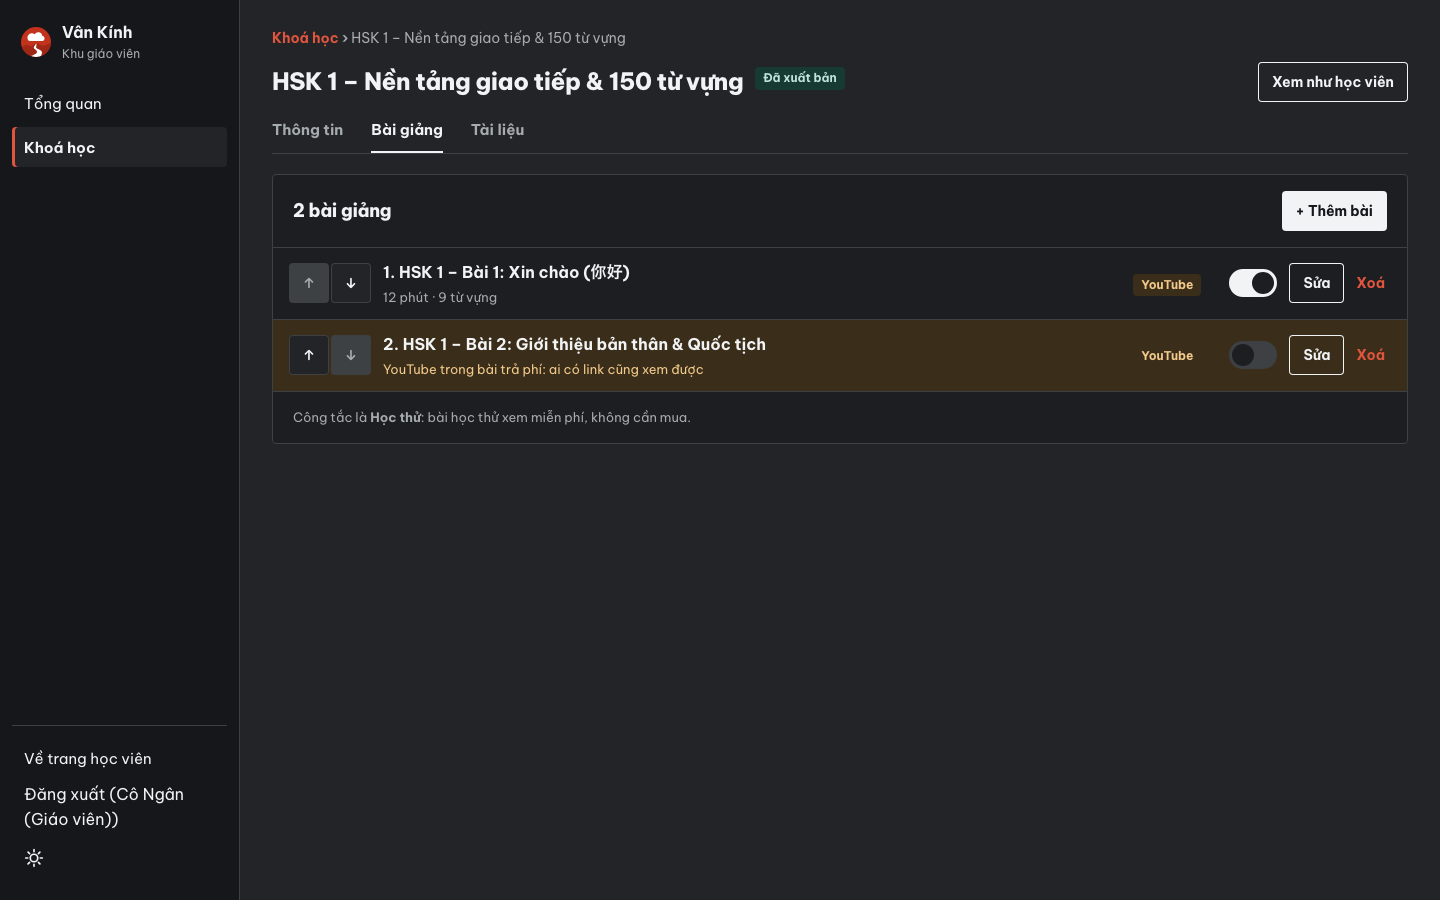 Vân Kính
Khu giáo viên
Tổng quan
Khoá học
Về trang học viên
Đăng xuất (Cô Ngân
(Giáo viên))
Khoá học › HSK 1 – Nền tảng giao tiếp & 150 từ vựng
HSK 1 – Nền tảng giao tiếp & 150 từ vựng
Đã xuất bản
Xem như học viên
Thông tin
Bài giảng
Tài liệu
2 bài giảng
+ Thêm bài
↑ ↓
1. HSK 1 – Bài 1: Xin chào (你好)
12 phút · 9 từ vựng
YouTube
Sửa
Xoá
↑ ↓
2. HSK 1 – Bài 2: Giới thiệu bản thân & Quốc tịch
YouTube trong bài trả phí: ai có link cũng xem được
YouTube
Sửa
Xoá
Công tắc là Học thử: bài học thử xem miễn phí, không cần mua.